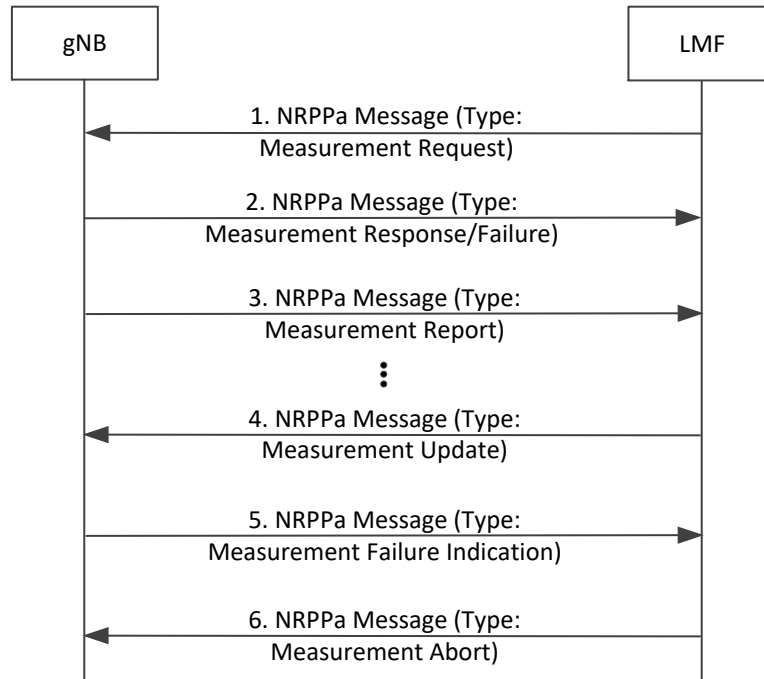 gNB
LMF
1. NRPPa Message (Type:
Measurement Request)
2. NRPPa Message (Type:
Measurement Response/Failure)
3. NRPPa Message (Type:
Measurement Report)
4. NRPPa Message (Type:
Measurement Update)
5. NRPPa Message (Type:
Measurement Failure Indication)
6. NRPPa Message (Type:
Measurement Abort)